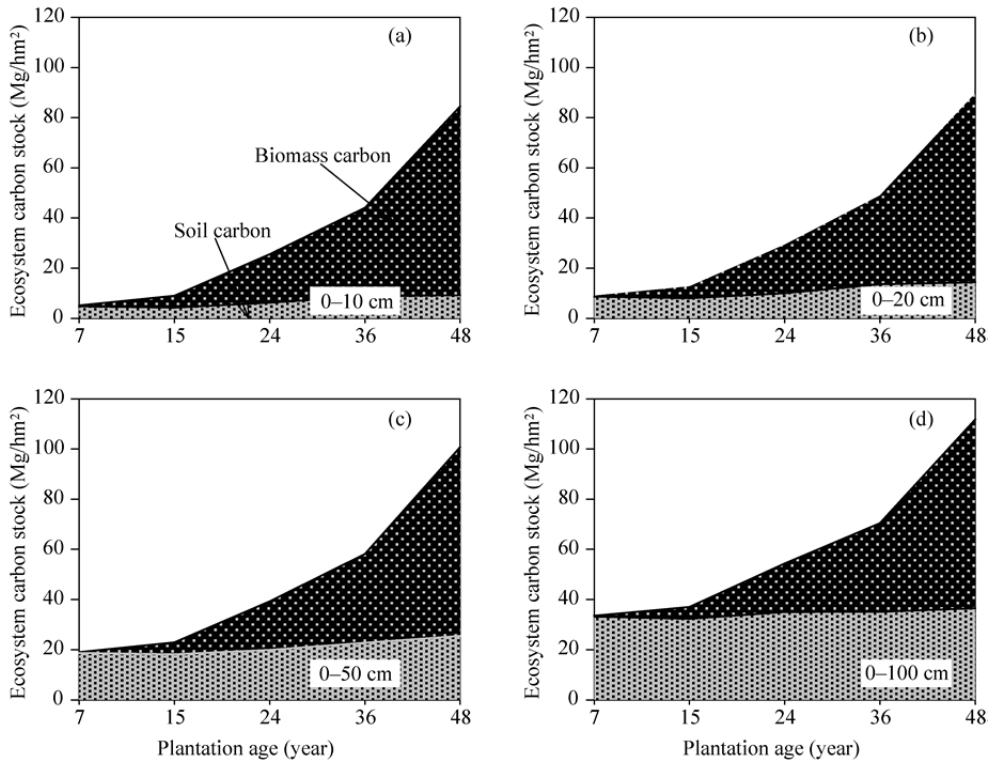 Ecosystem carbon stock (Mg/hm²)
120
100
80
60
40
20
0
(a)
Biomass carbon
Soil carbon
0–10 cm
7 15 24 36 48
Ecosystem carbon stock (Mg/hm²)
120
100
80
60
40
20
0
(b)
0–20 cm
7 15 24 36 48
Ecosystem carbon stock (Mg/hm²)
120
100
80
60
40
20
0
(c)
0–50 cm
7 15 24 36 48
Plantation age (year)
Ecosystem carbon stock (Mg/hm²)
120
100
80
60
40
20
0
(d)
0–100 cm
7 15 24 36 48
Plantation age (year)